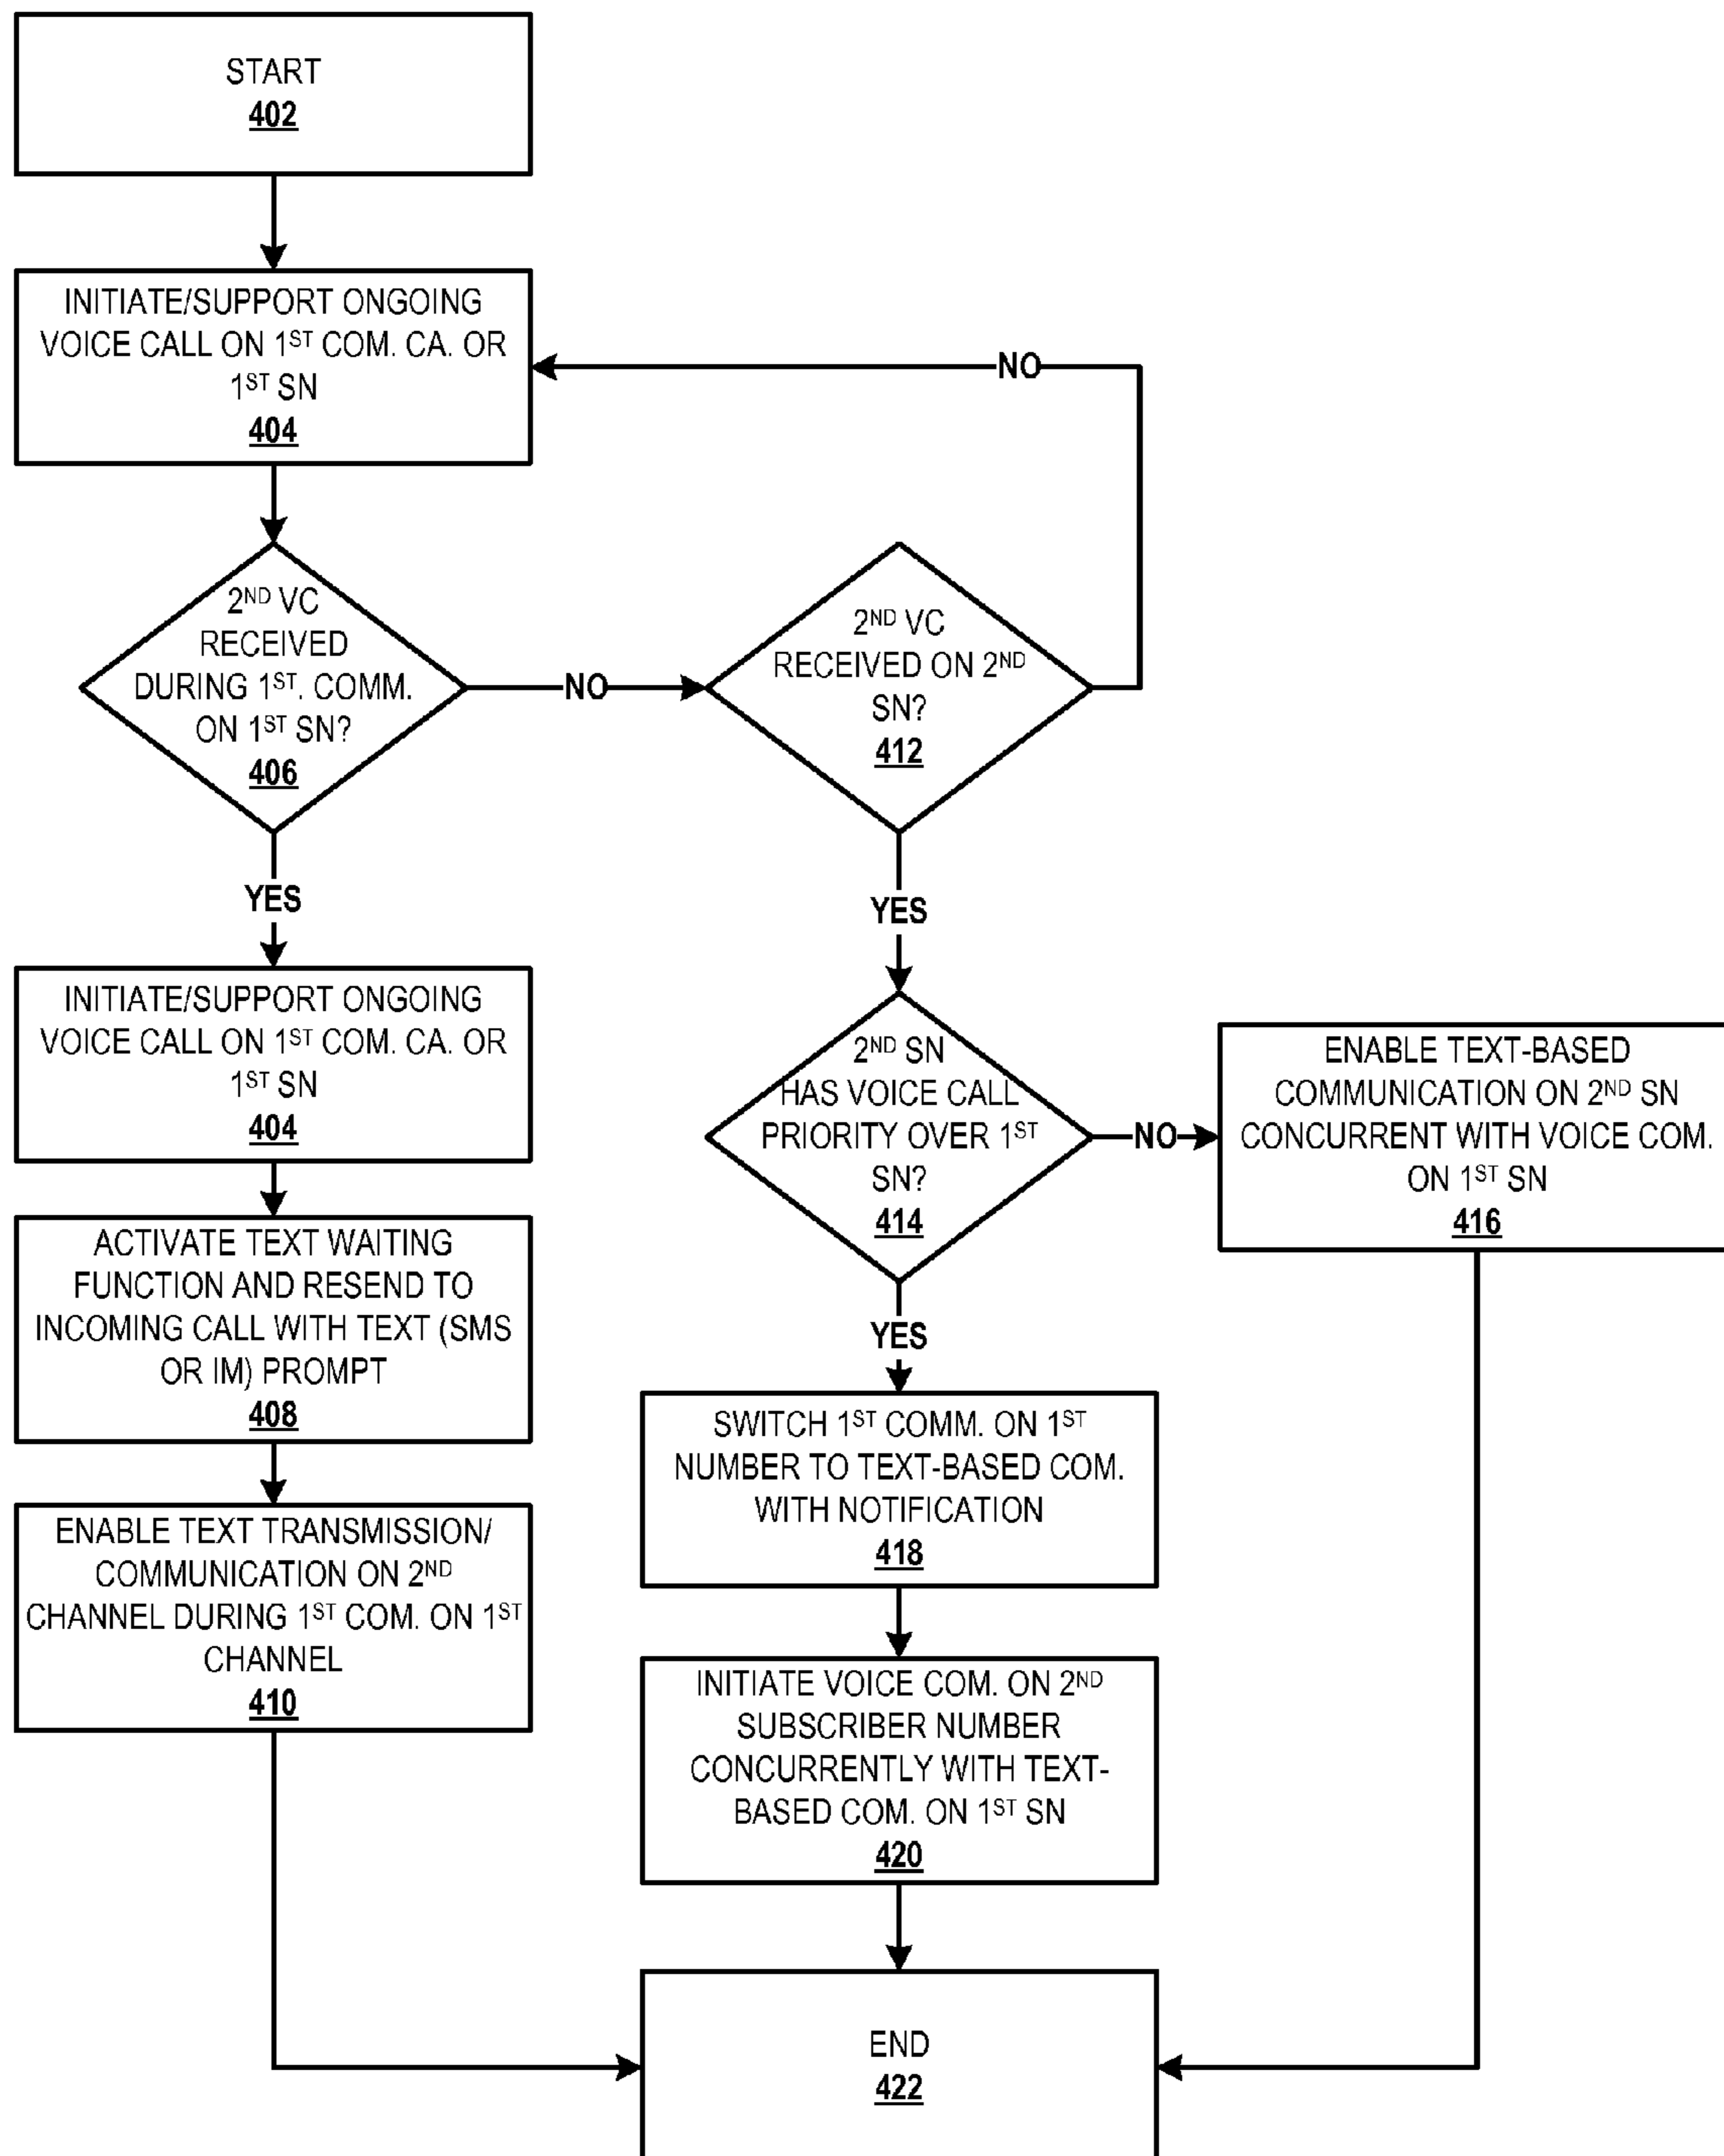 START
402
INITIATE/SUPPORT ONGOING
VOICE CALL ON 1ST COM. CA. OR
1ST SN
404
NO
2ND VC
RECEIVED
DURING 1ST. COMM.
ON 1ST SN?
406
NO
2ND VC
RECEIVED ON 2ND
SN?
412
YES
YES
INITIATE/SUPPORT ONGOING
VOICE CALL ON 1ST COM. CA. OR
1ST SN
404
2ND SN
HAS VOICE CALL
PRIORITY OVER 1ST
SN?
414
NO
ENABLE TEXT-BASED
COMMUNICATION ON 2ND SN
CONCURRENT WITH VOICE COM.
ON 1ST SN
416
ACTIVATE TEXT WAITING
FUNCTION AND RESEND TO
INCOMING CALL WITH TEXT (SMS
OR IM) PROMPT
408
YES
SWITCH 1ST COMM. ON 1ST
NUMBER TO TEXT-BASED COM.
WITH NOTIFICATION
418
ENABLE TEXT TRANSMISSION/
COMMUNICATION ON 2ND
CHANNEL DURING 1ST COM. ON 1ST
CHANNEL
410
INITIATE VOICE COM. ON 2ND
SUBSCRIBER NUMBER
CONCURRENTLY WITH TEXT-
BASED COM. ON 1ST SN
420
END
422